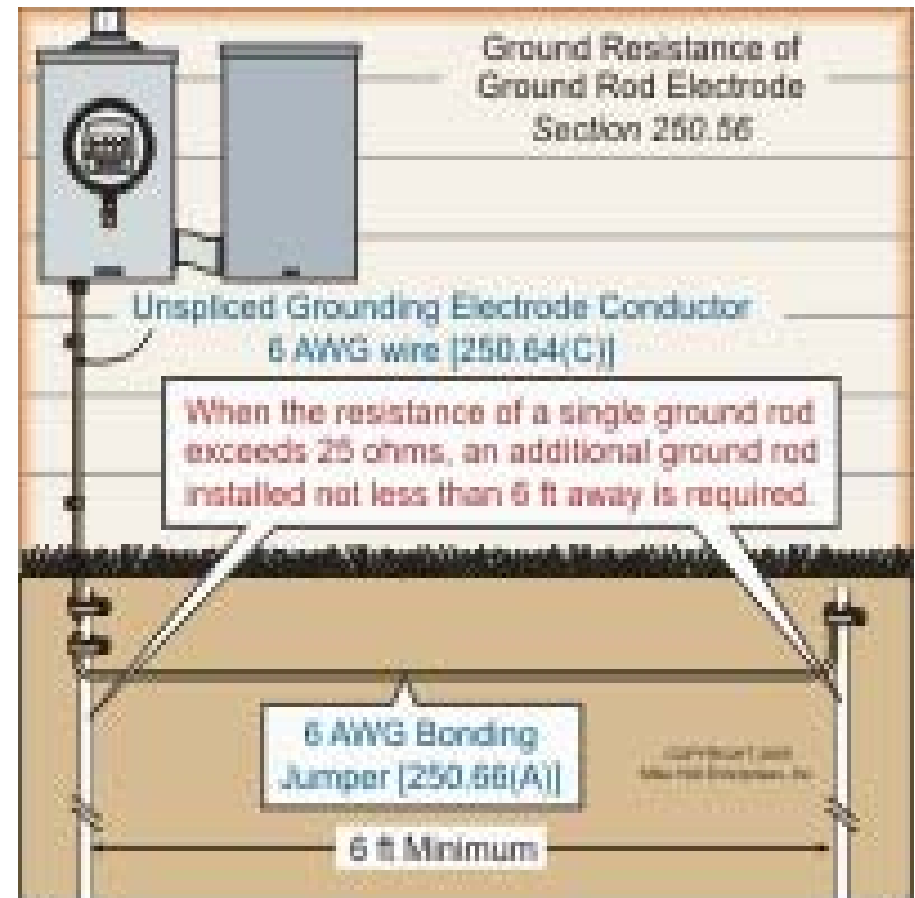 Ground Resistance of
Ground Rod Electrode
Section 250.56
Unspliced Grounding Electrode Conductor
6 AWG wire [250.64(C)]
When the resistance of a single ground rod
exceeds 25 ohms, an additional ground rod
installed not less than 6 ft away is required.
6 AWG Bonding
Jumper [250.66(A)]
COPYRIGHT
6 ft Minimum